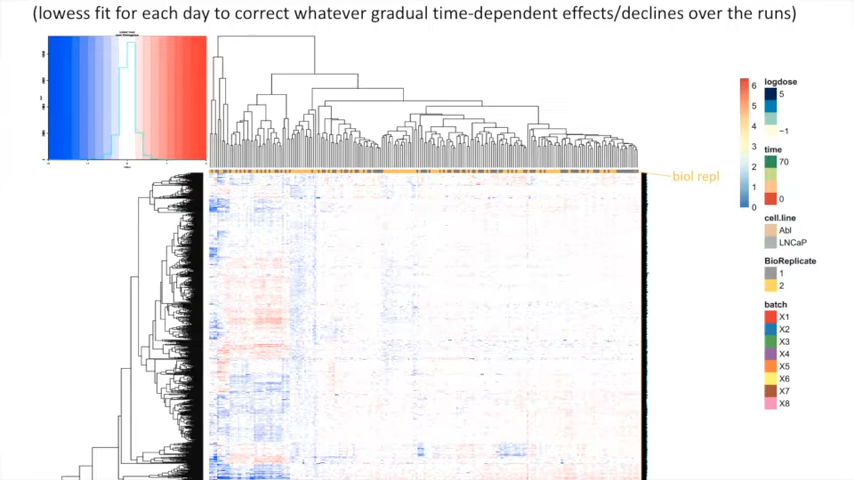 (lowess fit for each day to correct whatever gradual time-dependent effects/declines over the runs)
biol repl
6
5
4
3
2
1
0
logdose
5
−1
time
70
0
cell.line
Abl
LNCaP
BioReplicate
1
2
batch
X1
X2
X3
X4
X5
X6
X7
X8